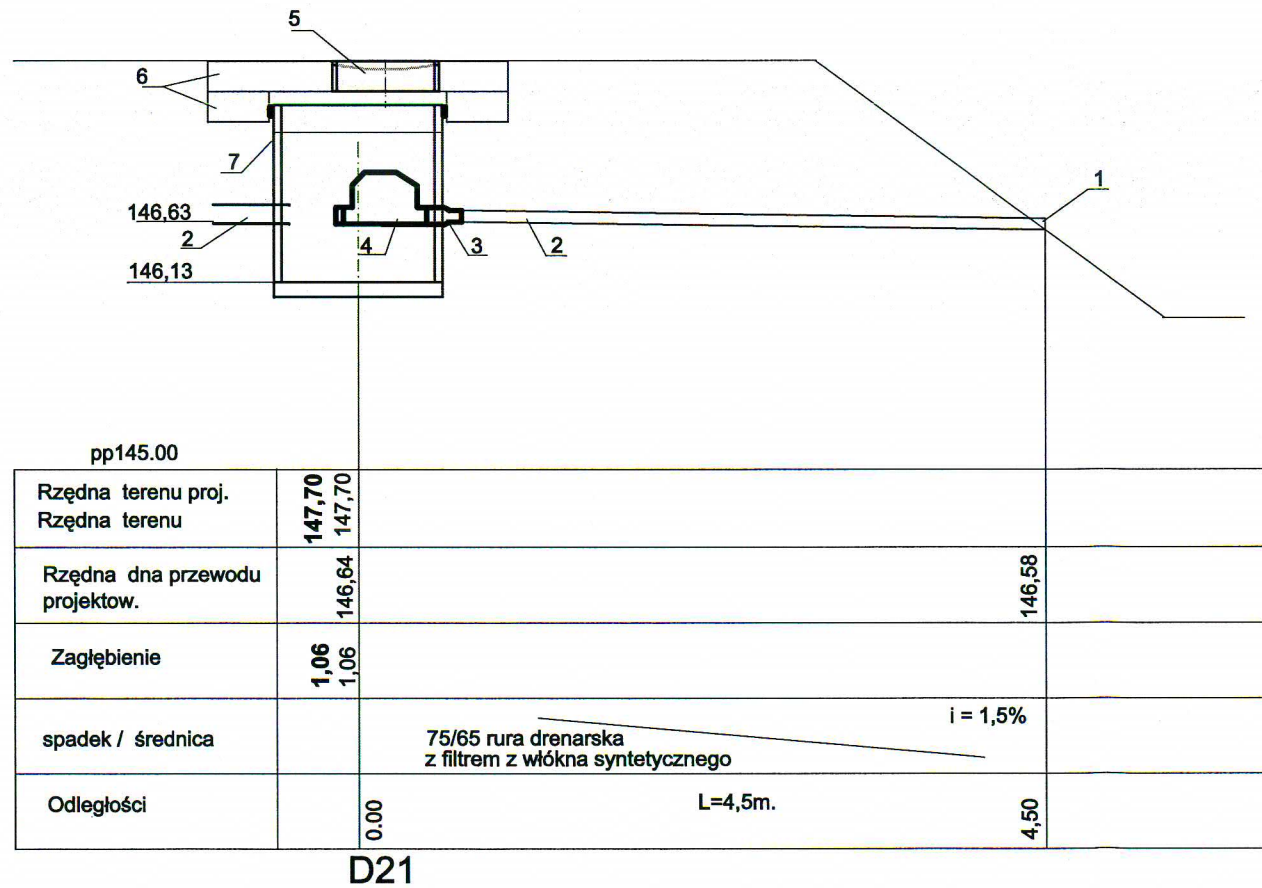 5
6
7
1
146,63
2
4
3
2
146,13
pp145.00
Rzędna terenu proj.
Rzędna terenu
147,70
147,70
Rzędna dna przewodu
projektow.
146,64
146,58
Zagłębienie
1,06
1,06
spadek / średnica
75/65 rura drenarska
z filtrem z włókna syntetycznego
i = 1,5%
Odległości
0.00
L=4,5m.
4,50
D21